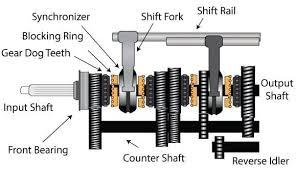 Synchronizer
Shift Fork
Shift Rail
Blocking Ring
Gear Dog Teeth
Input Shaft
Output
Shaft
Front Bearing
Counter Shaft
Reverse Idler